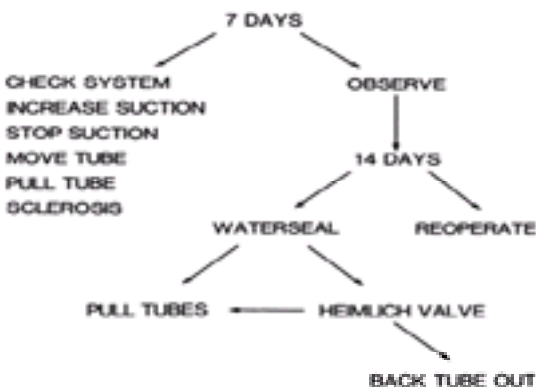 7 DAYS
CHECK SYSTEM
INCREASE SUCTION
STOP SUCTION
MOVE TUBE
PULL TUBE
SCLEROSIS
OBSERVE
14 DAYS
WATERSEAL
REOPERATE
PULL TUBES
HEIMLICH VALVE
BACK TUBE OUT